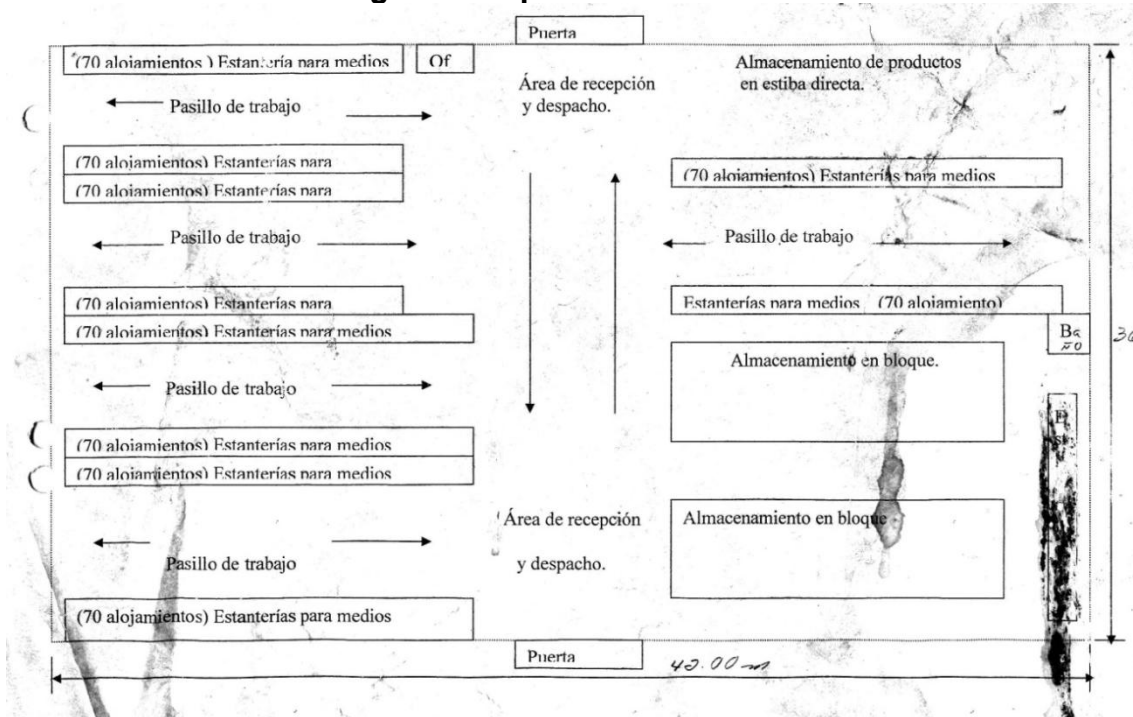 Puerta
(70 alojamientos ) Estantería para medios
Of
Área de recepción
y despacho.
Almacenamiento de productos
en estiba directa.
Pasillo de trabajo
(70 alojamientos) Estanterías para
(70 alojamientos) Estanterías para
(70 alojamientos) Estanterías para medios
Pasillo de trabajo
Pasillo de trabajo
(70 alojamientos) Estanterías para
(70 alojamientos) Estanterías para medios
Estanterías para medios (70 alojamiento)
Ba
ño
Almacenamiento en bloque.
Pasillo de trabajo
(70 alojamientos) Estanterías para medios
(70 alojamientos) Estanterías para medios
Área de recepción
y despacho.
Almacenamiento en bloque
Pasillo de trabajo
(70 alojamientos) Estanterías para medios
Puerta
42.00 m